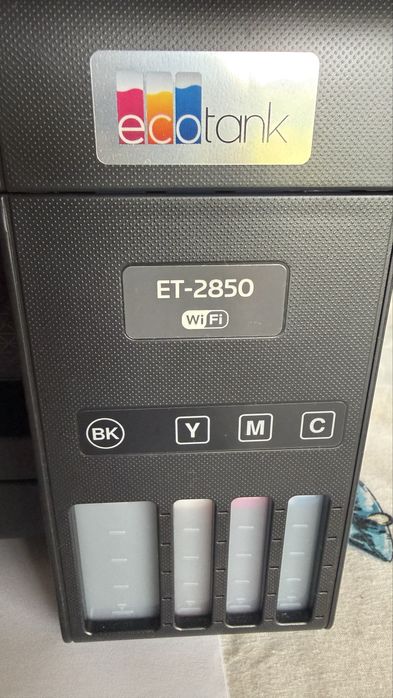 ecotank
ET-2850
WiFi
BK Y M C